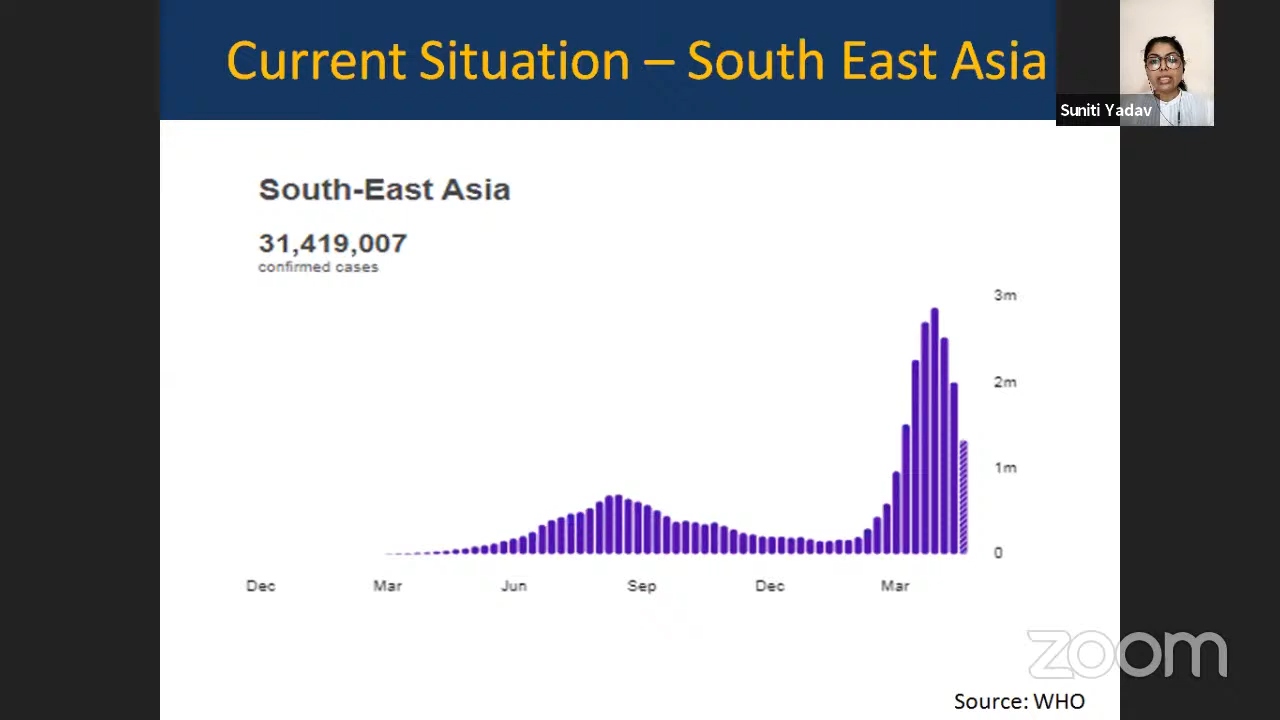 Current Situation – South East Asia
Suniti Yadav
South-East Asia
31,419,007
confirmed cases
3m
2m
1m
0
Dec Mar Jun Sep Dec Mar
zoom
Source: WHO